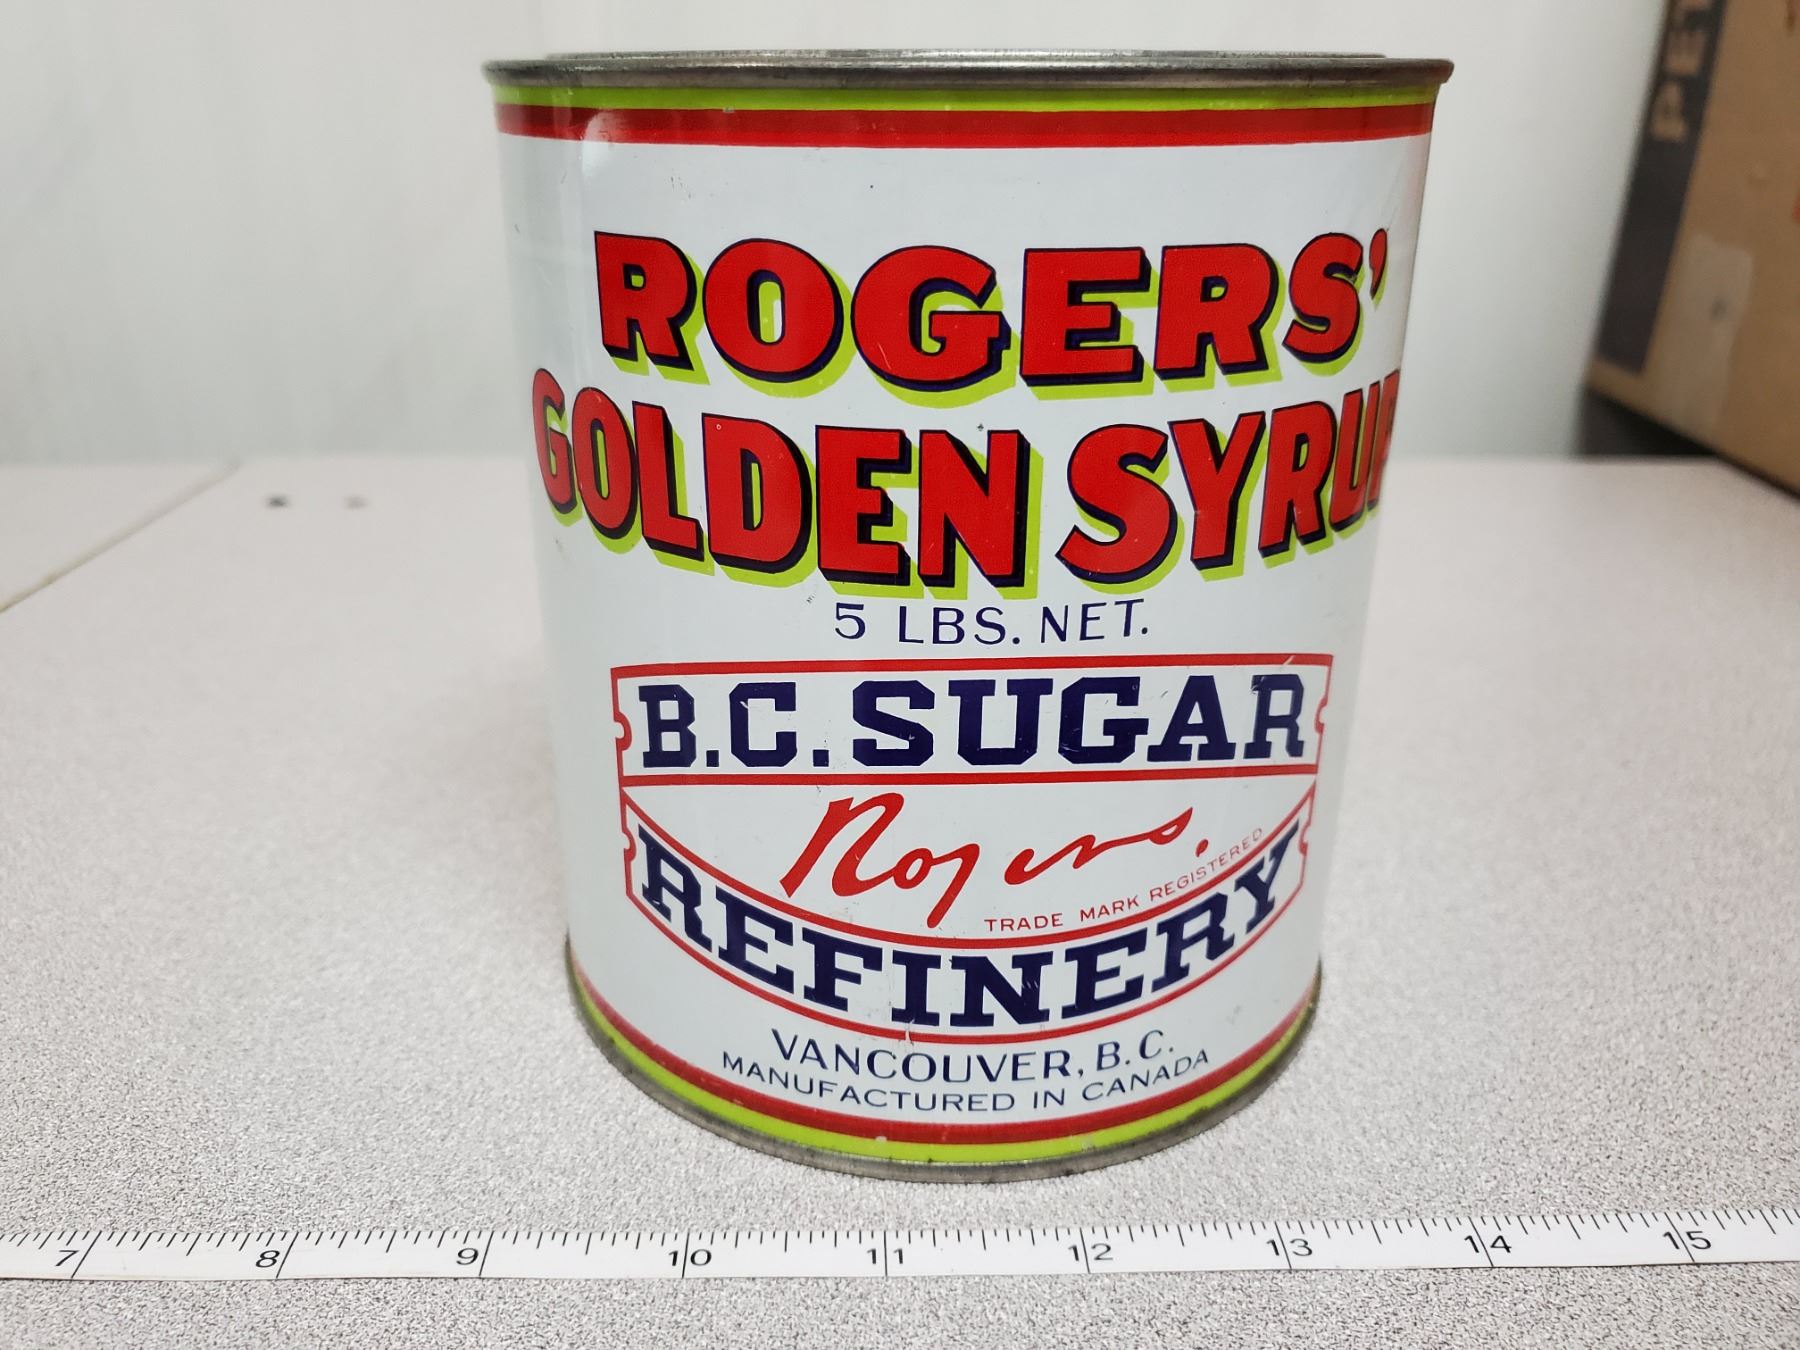 ROGERS'
GOLDEN SYRUP
5 LBS. NET.
B.C. SUGAR
Rogers.
TRADE MARK REGISTERED
REFINERY
VANCOUVER, B.C.
MANUFACTURED IN CANADA
7 8 9 10 11 12 13 14 15